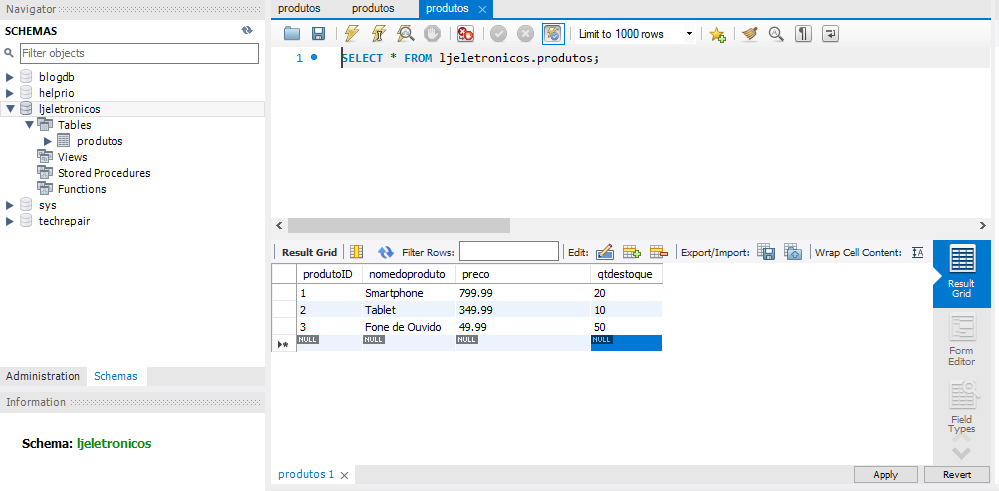 Navigator
SCHEMAS
Filter objects
blogdb
helprio
ljeletronicos
Tables
produtos
Views
Stored Procedures
Functions
sys
techrepair
Administration Schemas
Information
Schema: ljeletronicos
produtos produtos produtos
Limit to 1000 rows
1 SELECT * FROM ljeletronicos.produtos;
Result Grid Filter Rows: Edit: Export/Import: Wrap Cell Content:
produtoID nomedoproduto preco qtdestoque
1 Smartphone 799.99 20
2 Tablet 349.99 10
3 Fone de Ouvido 49.99 50
NULL NULL NULL NULL
Result
Grid
Form
Editor
Field
Types
produtos 1 Apply Revert